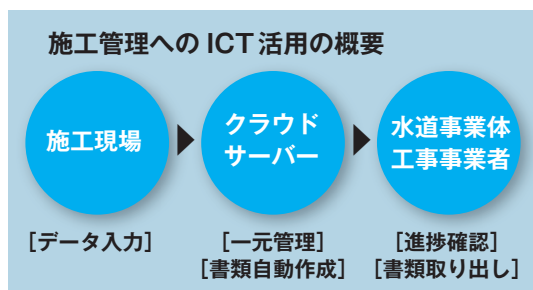 施工管理へのICT活用の概要
施工現場
[データ入力]
クラウド
サーバー
[一元管理]
[書類自動作成]
水道事業体
工事事業者
[進捗確認]
[書類取り出し]